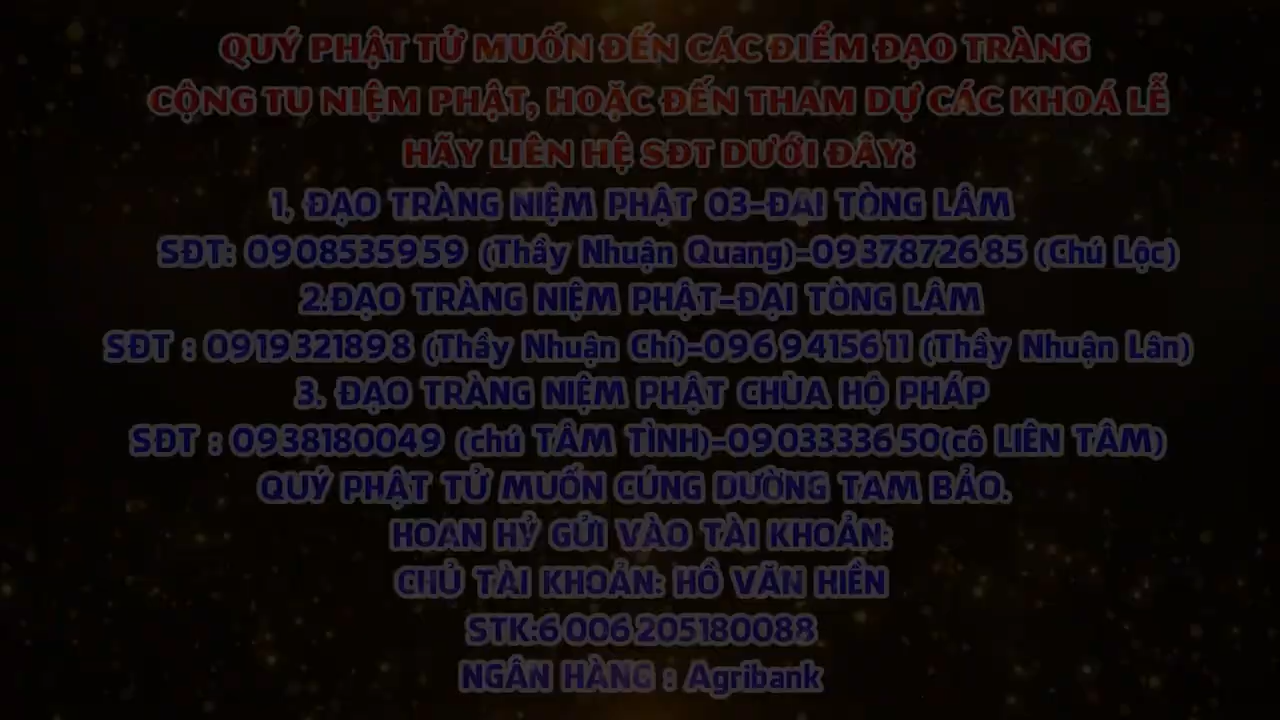 QUÝ PHẬT TỬ MUỐN ĐẾN CÁC ĐIỂM ĐẠO TRÀNG
CỘNG TU NIỆM PHẬT, HOẶC ĐẾN THAM DỰ CÁC KHOÁ LỄ
HÃY LIÊN HỆ SĐT DƯỚI ĐÂY:
1, ĐẠO TRÀNG NIỆM PHẬT 03-ĐẠI TÒNG LÂM
SĐT: 0908535959 (Thầy Nhuận Quang)-0937872685 (Chú Lộc)
2.ĐẠO TRÀNG NIỆM PHẬT-ĐẠI TÒNG LÂM
SĐT : 0919321898 (Thầy Nhuận Chí)-0969415611 (Thầy Nhuận Lân)
3. ĐẠO TRÀNG NIỆM PHẬT CHÙA HỘ PHÁP
SĐT : 0938180049 (chú TÂM TÌNH)-0903333650(cô LIÊN TÂM)
QUÝ PHẬT TỬ MUỐN CÚNG DƯỜNG TAM BẢO.
HOAN HỶ GỬI VÀO TÀI KHOẢN:
CHỦ TÀI KHOẢN: HỒ VĂN HIỀN
STK:6006205180088
NGÂN HÀNG : Agribank